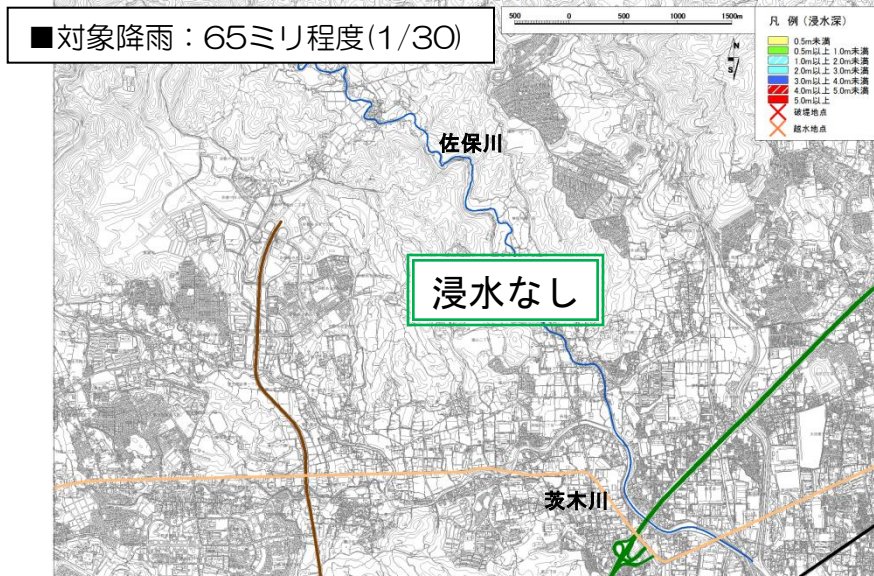 ■対象降雨：65ミリ程度(1/30)
500 0 500 1000 1500m
N
S
凡 例 (浸水深)
0.5m未満
0.5m以上 1.0m未満
1.0m以上 2.0m未満
2.0m以上 3.0m未満
3.0m以上 4.0m未満
4.0m以上 5.0m未満
5.0m以上
破堤地点
越水地点
佐保川
浸水なし
茨木川